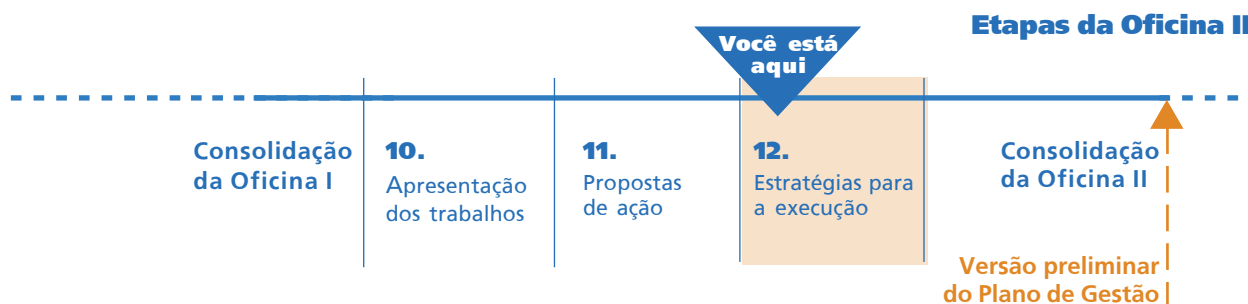 Etapas da Oficina II
Você está
aqui
Consolidação
da Oficina I
10.
Apresentação
dos trabalhos
11.
Propostas
de ação
12.
Estratégias para
a execução
Consolidação
da Oficina II
Versão preliminar
do Plano de Gestão